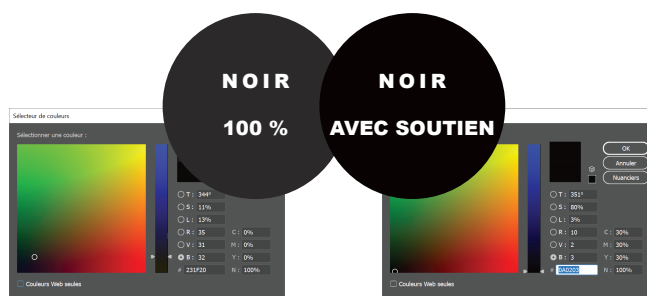 NOIR
100 %
NOIR
AVEC SOUTIEN
Sélecteur de couleurs
Sélectionner une couleur :
T : 344°
S : 11%
L : 13%
R : 35 C : 0%
V : 31 M : 0%
B : 32 Y : 0%
# 231F20 N : 100%
Couleurs Web seules
OK
Annuler
Nuanciers
T : 351°
S : 80%
L : 3%
R : 10 C : 30%
V : 2 M : 30%
B : 3 Y : 30%
# 0A0203 N : 100%
Couleurs Web seules